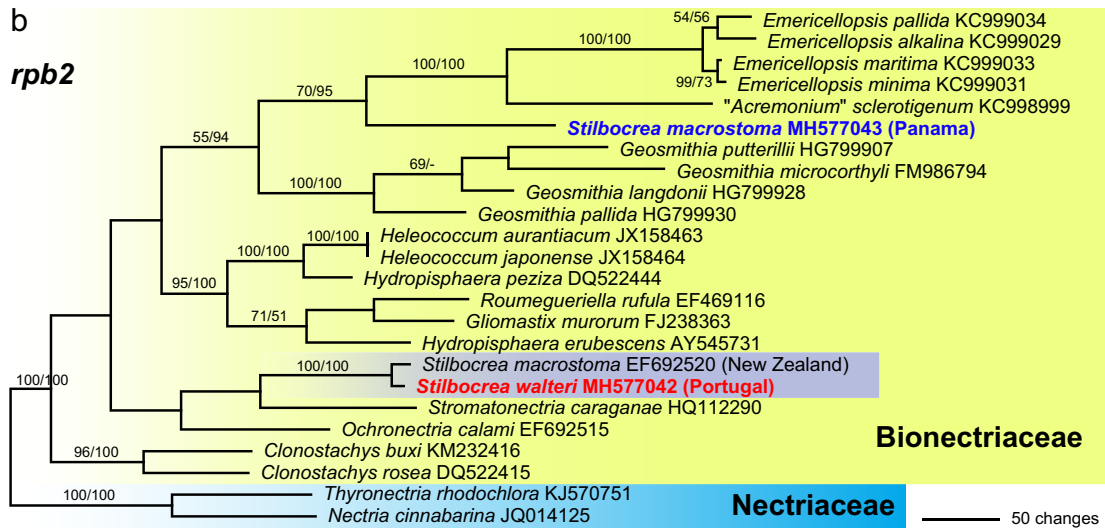 b
rpb2
54/56
Emericellopsis pallida KC999034
Emericellopsis alkalina KC999029
100/100
Emericellopsis maritima KC999033
99/73
Emericellopsis minima KC999031
100/100
"Acremonium" sclerotigenum KC998999
70/95
Stilbocrea macrostoma MH577043 (Panama)
55/94
Geosmithia putterillii HG799907
69/-
Geosmithia microcorthyli FM986794
100/100
Geosmithia langdonii HG799928
Geosmithia pallida HG799930
100/100
Heleococcum aurantiacum JX158463
Heleococcum japonense JX158464
100/100
Hydropisphaera peziza DQ522444
95/100
Roumegueriella rufula EF469116
71/51
Gliomastix murorum FJ238363
Hydropisphaera erubescens AY545731
100/100
Stilbocrea macrostoma EF692520 (New Zealand)
100/100
Stilbocrea walteri MH577042 (Portugal)
Stromatonectria caraganae HQ112290
Ochronectria calami EF692515
Bionectriaceae
Clonostachys buxi KM232416
96/100
Clonostachys rosea DQ522415
100/100
Thyronectria rhodochlora KJ570751
Nectria cinnabarina JQ014125
Nectriaceae
50 changes